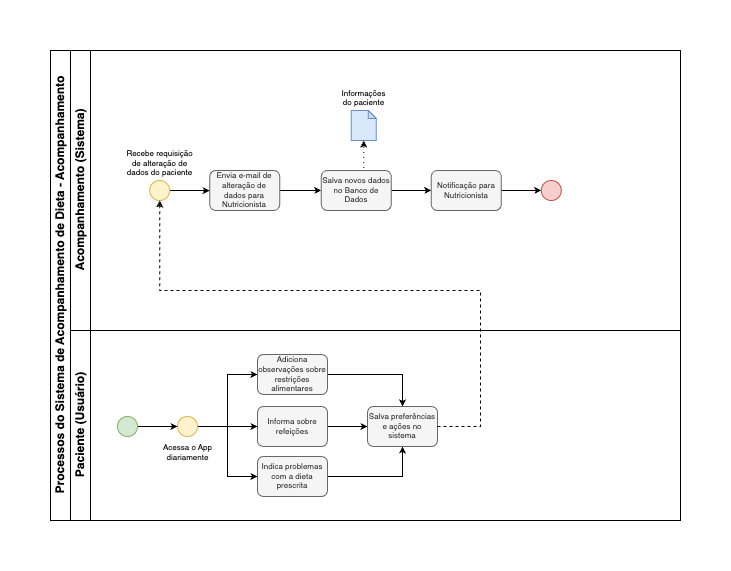 Processos do Sistema de Acompanhamento de Dieta - Acompanhamento
Acompanhamento (Sistema)
Informações
do paciente
Recebe requisição
de alteração de
dados do paciente
Envia e-mail de
alteração de
dados para
Nutricionista
Salva novos dados
no Banco de
Dados
Notificação para
Nutricionista
Paciente (Usuário)
Acessa o App
diariamente
Adiciona
observações sobre
restrições
alimentares
Informa sobre
refeições
Indica problemas
com a dieta
prescrita
Salva preferências
e ações no
sistema